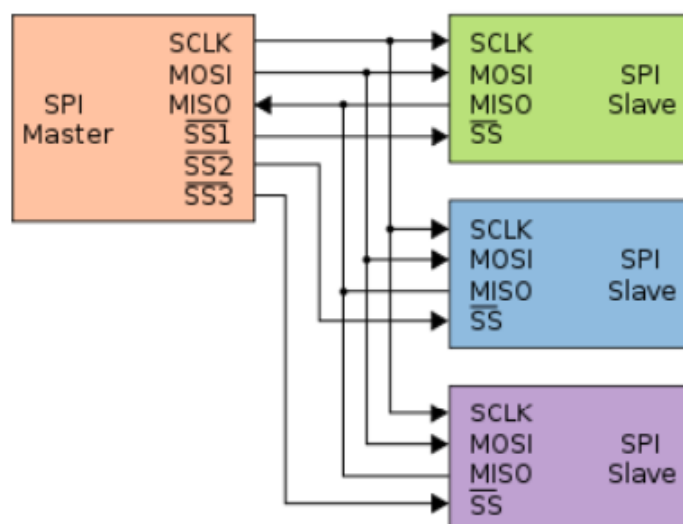 SCLK
MOSI
MISO
SS1
SS2
SS3
SPI
Master
SCLK
MOSI
MISO
SS
SPI
Slave
SCLK
MOSI
MISO
SS
SPI
Slave
SCLK
MOSI
MISO
SS
SPI
Slave